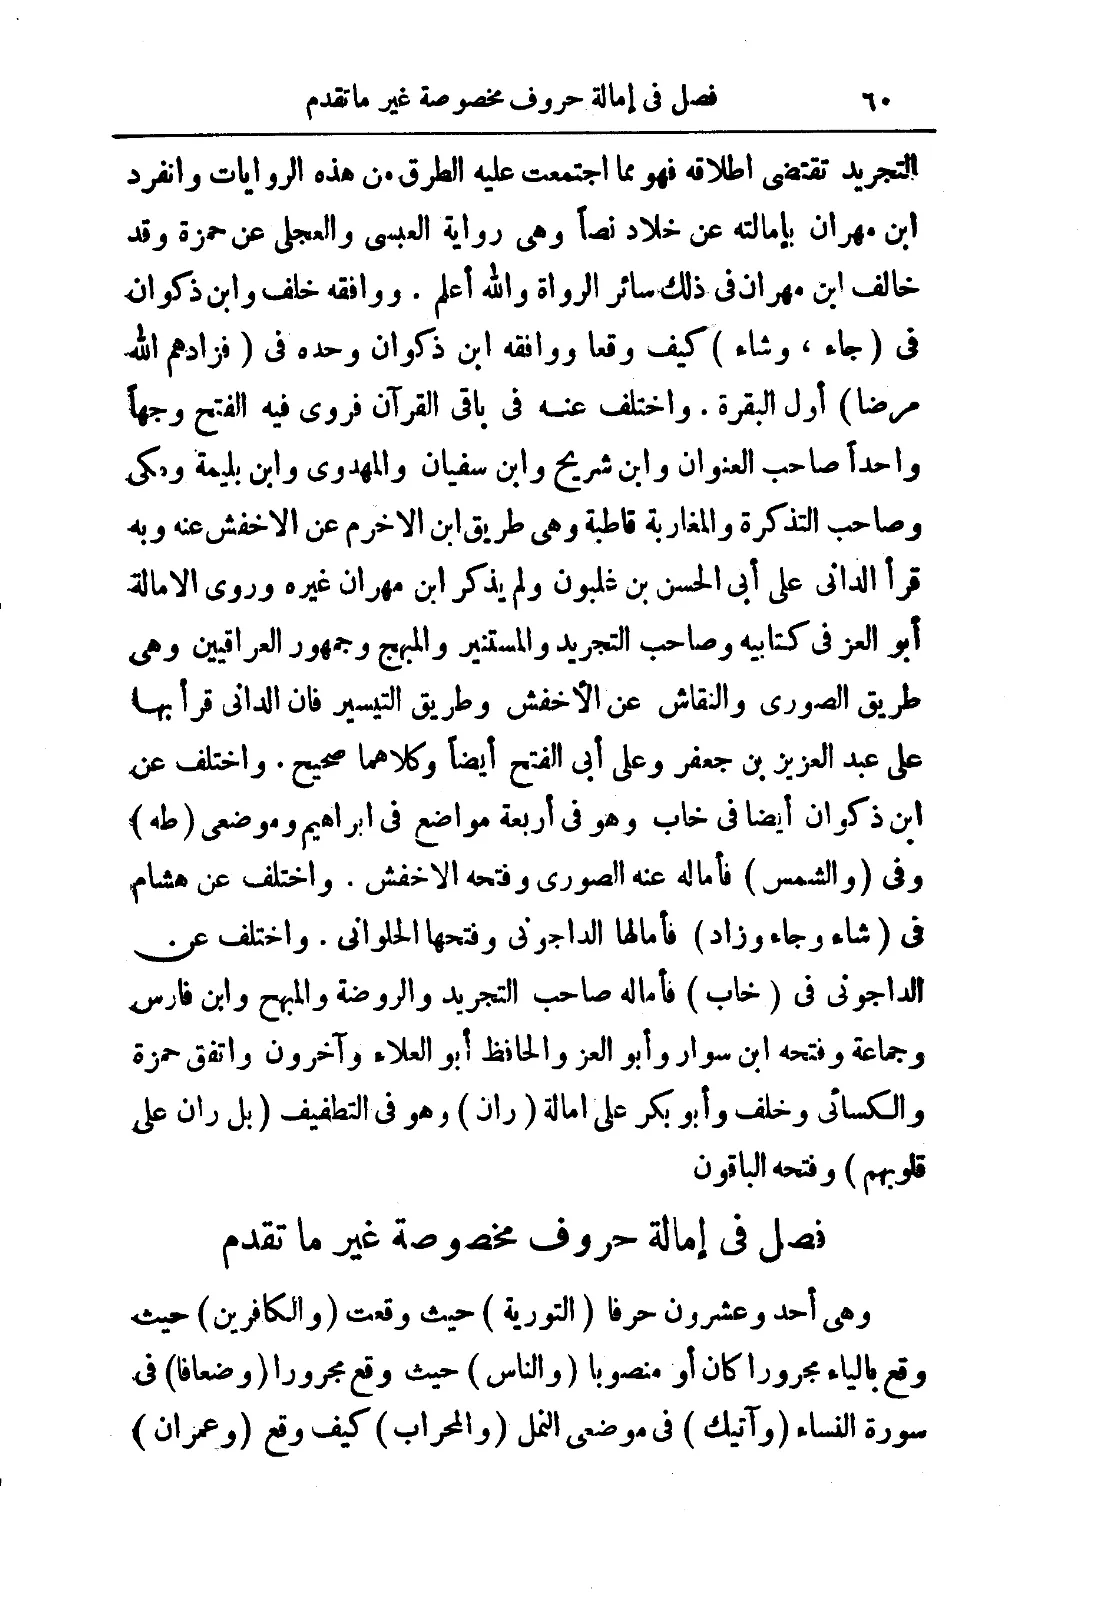 ٦٠ فصل فى إمالة حروف مخصوصة غير ماتقدم
التجريد تقتضى اطلاقه فهو مما اجتمعت عليه الطرق من هذه الروايات وانفرد
ابن مهران بإمالته عن خلاد نصاً وهى رواية العبسى والعجلى عن حمزة وقد
خالف ابن مهران فى ذلك سائر الرواة والله أعلم . ووافقه خلف وابن ذكوان
فى ( جاء ، وشاء ) كيف وقعا ووافقه ابن ذكوان وحده فى ( فزادهم الله
مرضا ) أول البقرة . واختلف عنه فى باقى القرآن فروى فيه الفتح وجهاً
واحداً صاحب العنوان وابن شريح وابن سفيان والمهدوى وابن بليمة ومكى
وصاحب التذكرة والمغاربة قاطبة وهى طريق ابن الاخرم عن الاخفش عنه وبه
قرأ الدانى على أبى الحسن بن غلبون ولم يذكر ابن مهران غيره وروى الامالة
أبو العز فى كتابيه وصاحب التجريد والمستنير والمبهج وجمهور العراقيين وهى
طريق الصورى والنقاش عن الأخفش وطريق التيسير فان الدانى قرأ بها
على عبد العزيز بن جعفر وعلى أبى الفتح أيضاً وكلاهما صحيح . واختلف عن
ابن ذكوان أيضا فى خاب وهو فى أربعة مواضع فى ابراهيم وموضعى ( طه )
وفى ( والشمس ) فأماله عنه الصورى وفتحه الاخفش . واختلف عن هشام
فى ( شاء وجاء وزاد ) فأمالها الداجونى وفتحها الحلوانى . واختلف عن
الداجونى فى ( خاب ) فأماله صاحب التجريد والروضة والمبهج وابن فارس
وجماعة وفتحه ابن سوار وأبو العز والحافظ أبو العلاء وآخرون واتفق حمزة
والكسائى وخلف وأبو بكر على امالة ( ران ) وهو فى التطفيف ( بل ران على
قلوبهم ) وفتحه الباقون
فصل فى إمالة حروف مخصوصة غير ما تقدم
وهى أحد وعشرون حرفا ( التورية ) حيث وقعت ( والكافرين ) حيث
وقع بالياء مجرورا كان أو منصوبا ( والناس ) حيث وقع مجرورا ( وضعافا ) فى
سورة النساء ( وآتيك ) فى موضعى النمل ( والمحراب ) كيف وقع ( وعمران )